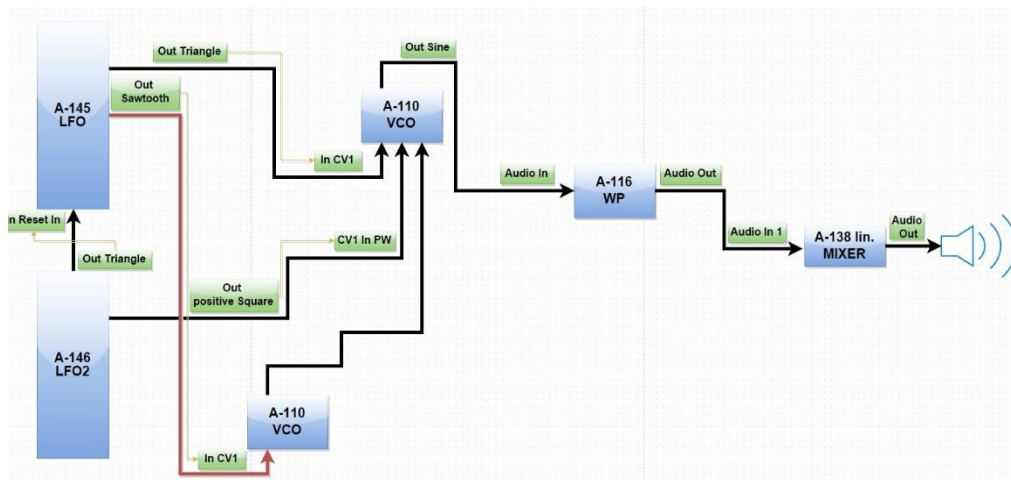 Out Triangle
Out Sine
Out
Sawtooth
A-145
LFO
A-110
VCO
In CV1
Audio In
A-116
WP
Audio Out
n Reset In
Out Triangle
CV1 In PW
Audio In 1
A-138 lin.
MIXER
Audio
Out
Out
positive Square
A-146
LFO2
A-110
VCO
In CV1